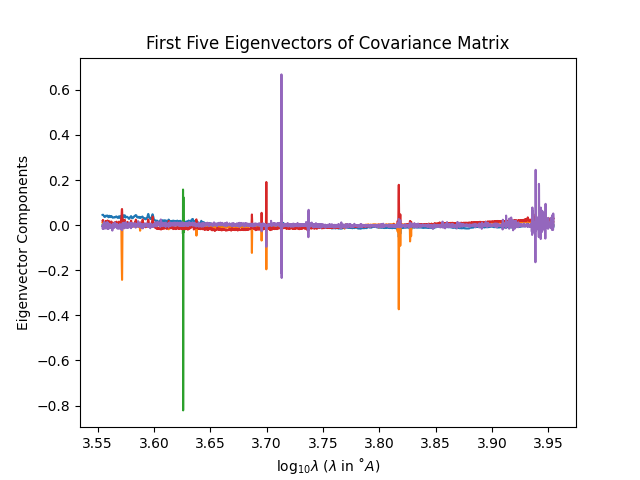 First Five Eigenvectors of Covariance Matrix
Eigenvector Components
0.6
0.4
0.2
0.0
−0.2
−0.4
−0.6
−0.8
3.55 3.60 3.65 3.70 3.75 3.80 3.85 3.90 3.95
log₁₀λ (λ in ˚A)